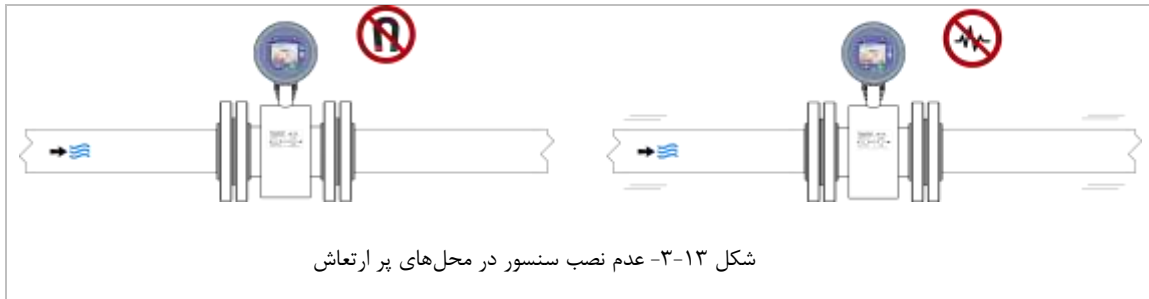 شکل ۱۳-۳- عدم نصب سنسور در محل‌های پر ارتعاش